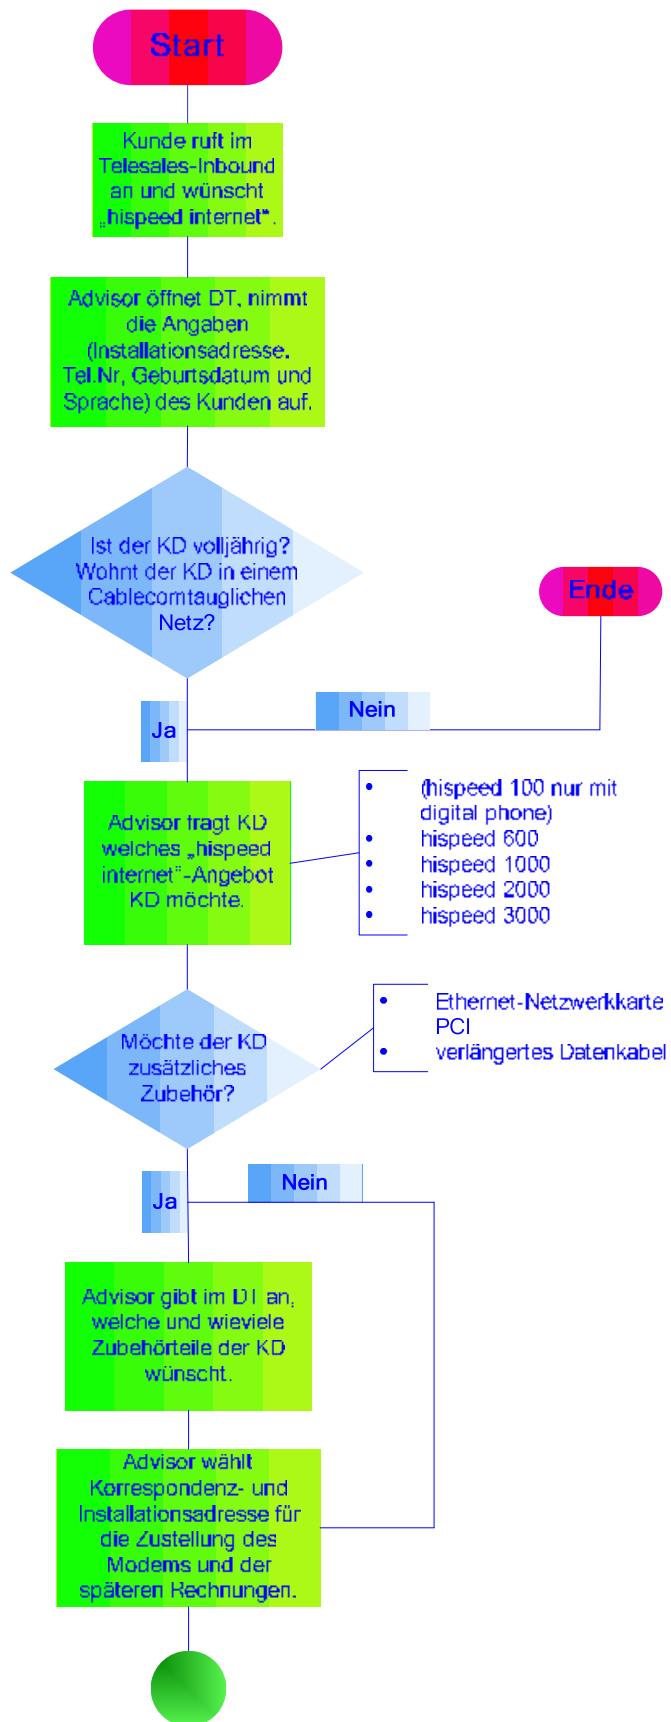 Start
Kunde ruft im
Telesales-Inbound
an und wünscht
„hispeed internet“.
Advisor öffnet DT, nimmt
die Angaben
(Installationsadresse,
Tel.Nr, Geburtsdatum und
Sprache) des Kunden auf.
Ist der KD volljährig?
Wohnt der KD in einem
Cablecomtauglichen
Netz?
Ende
Nein
Ja
Advisor fragt KD
welches „hispeed
internet“-Angebot
KD möchte.
• (hispeed 100 nur mit
digital phone)
• hispeed 600
• hispeed 1000
• hispeed 2000
• hispeed 3000
Möchte der KD
zusätzliches
Zubehör?
• Ethernet-Netzwerkkarte
PCI
• verlängertes Datenkabel
Nein
Ja
Advisor gibt im DT an,
welche und wieviele
Zubehörteile der KD
wünscht.
Advisor wählt
Korrespondenz- und
Installationsadresse für
die Zustellung des
Modems und der
späteren Rechnungen.